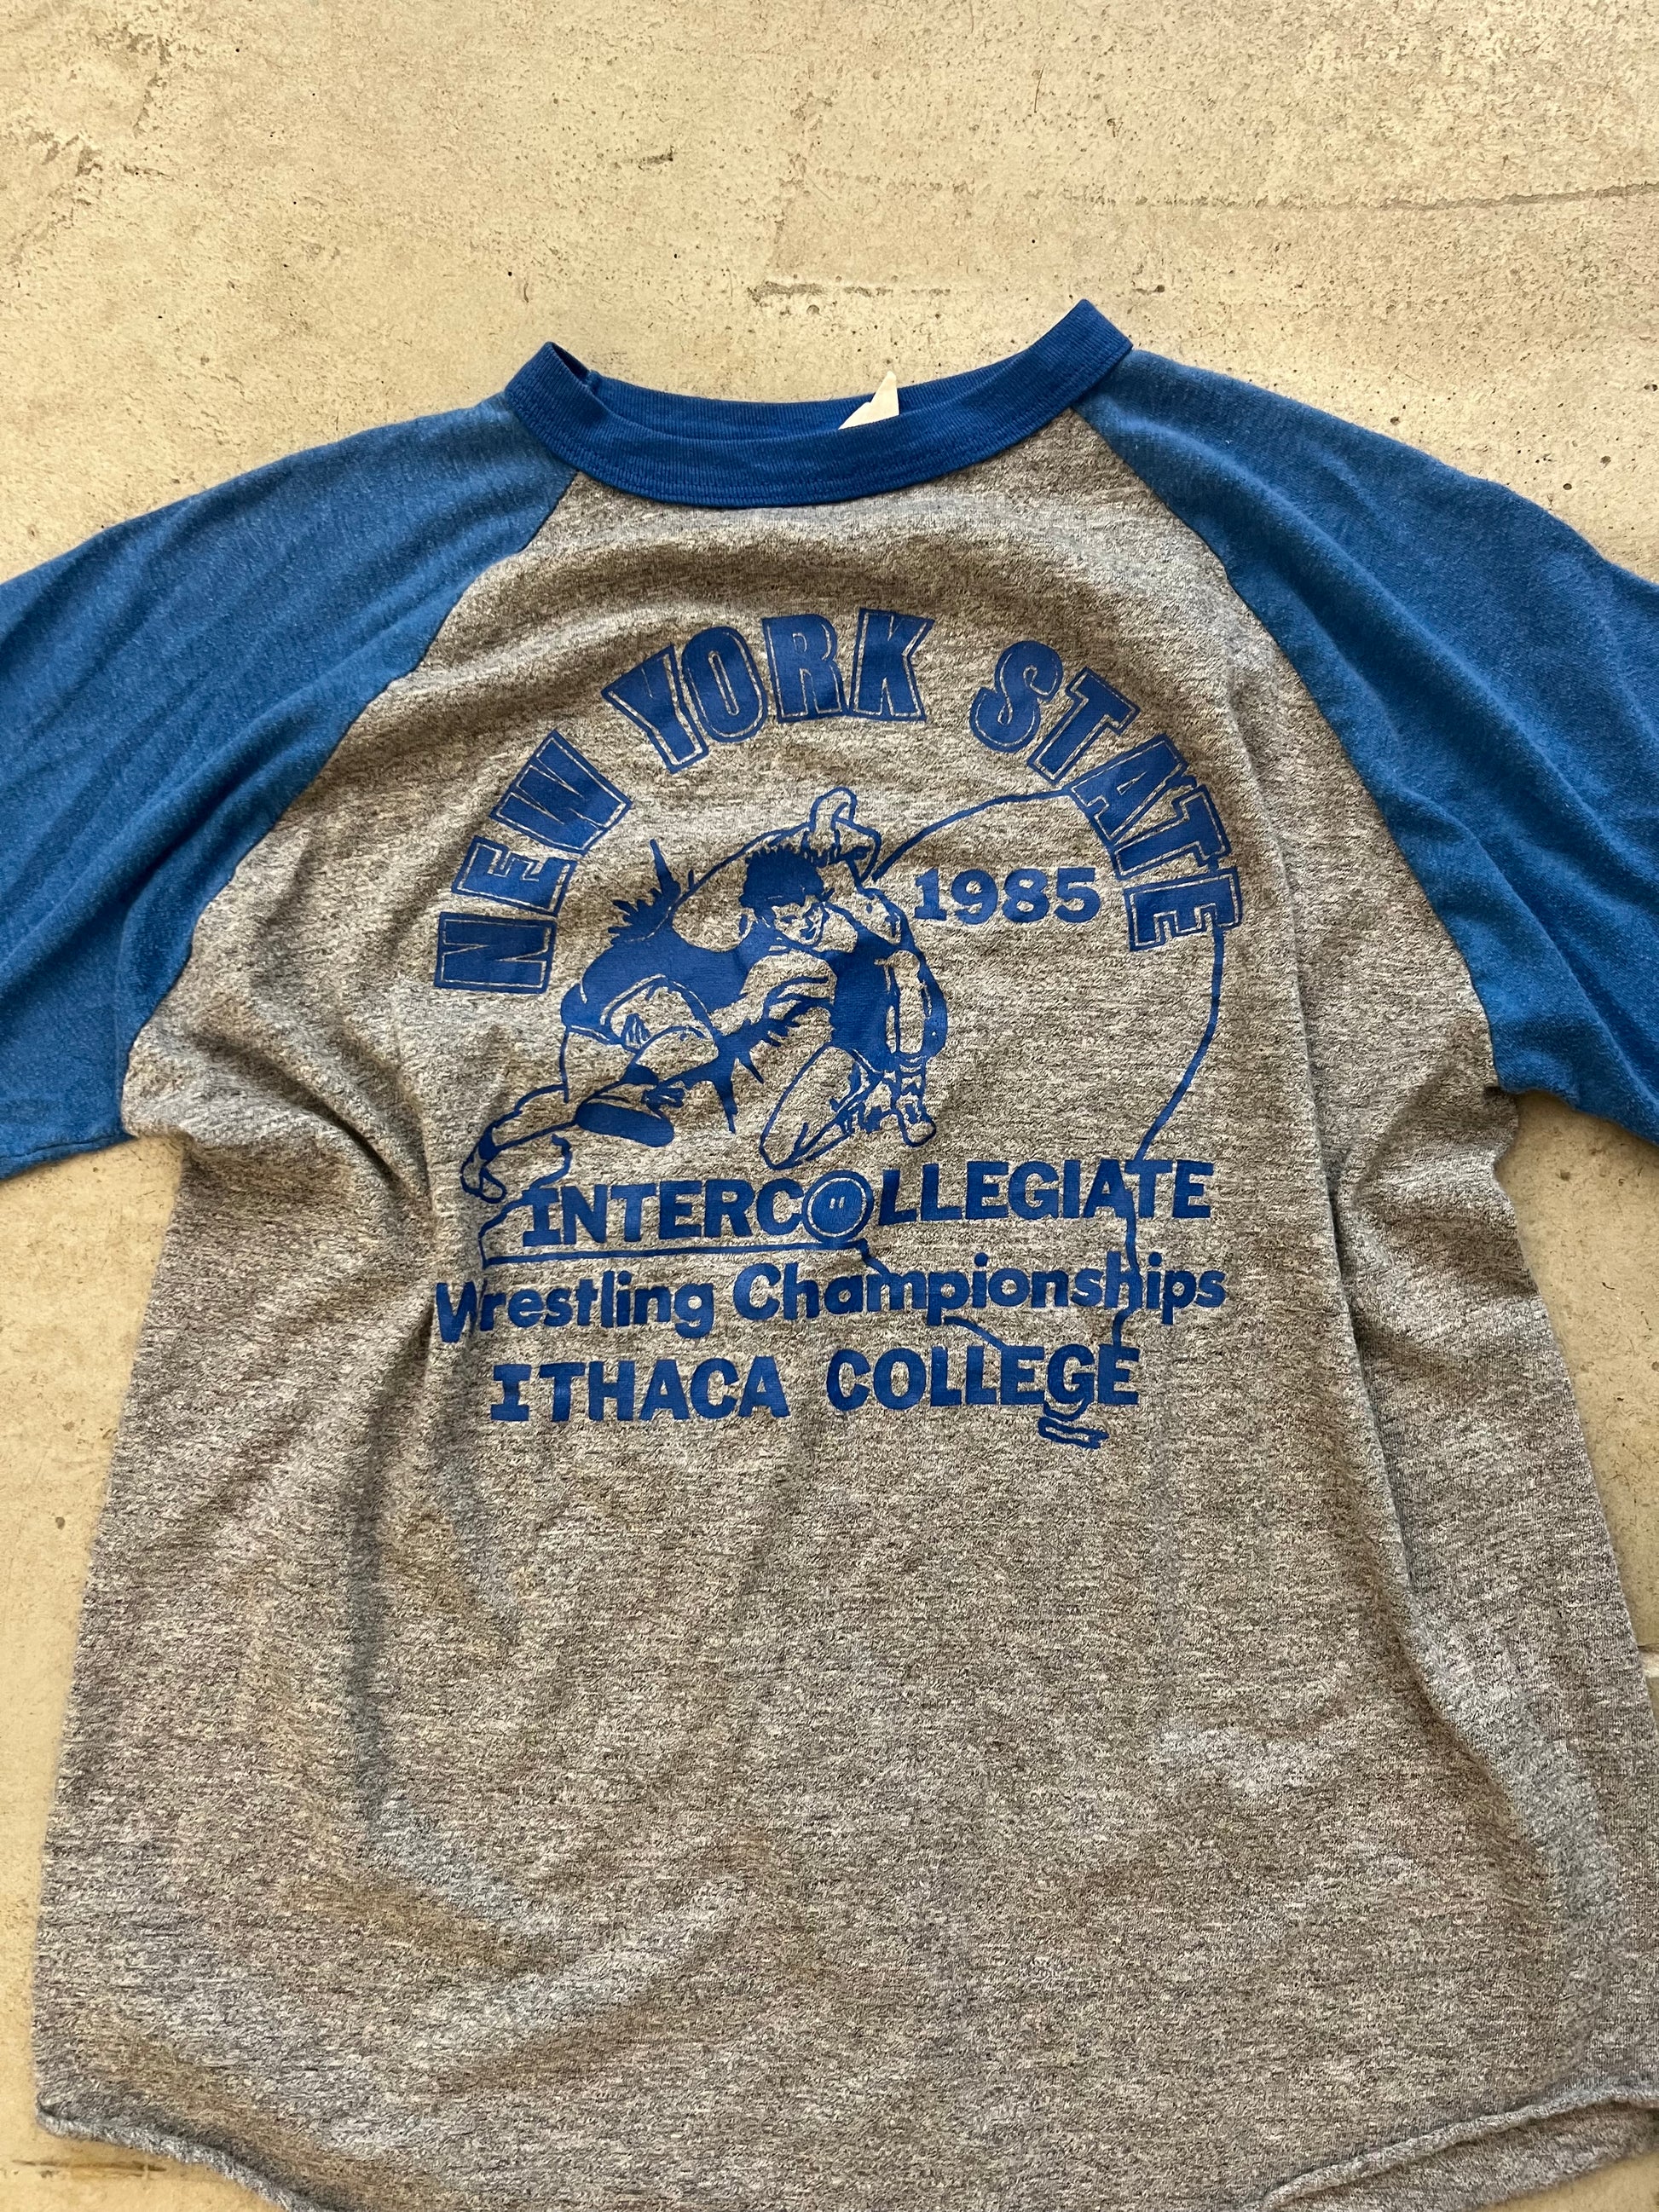 NEW YORK STATE
1985
INTERCOLLEGIATE
Wrestling Championships
ITHACA COLLEGE